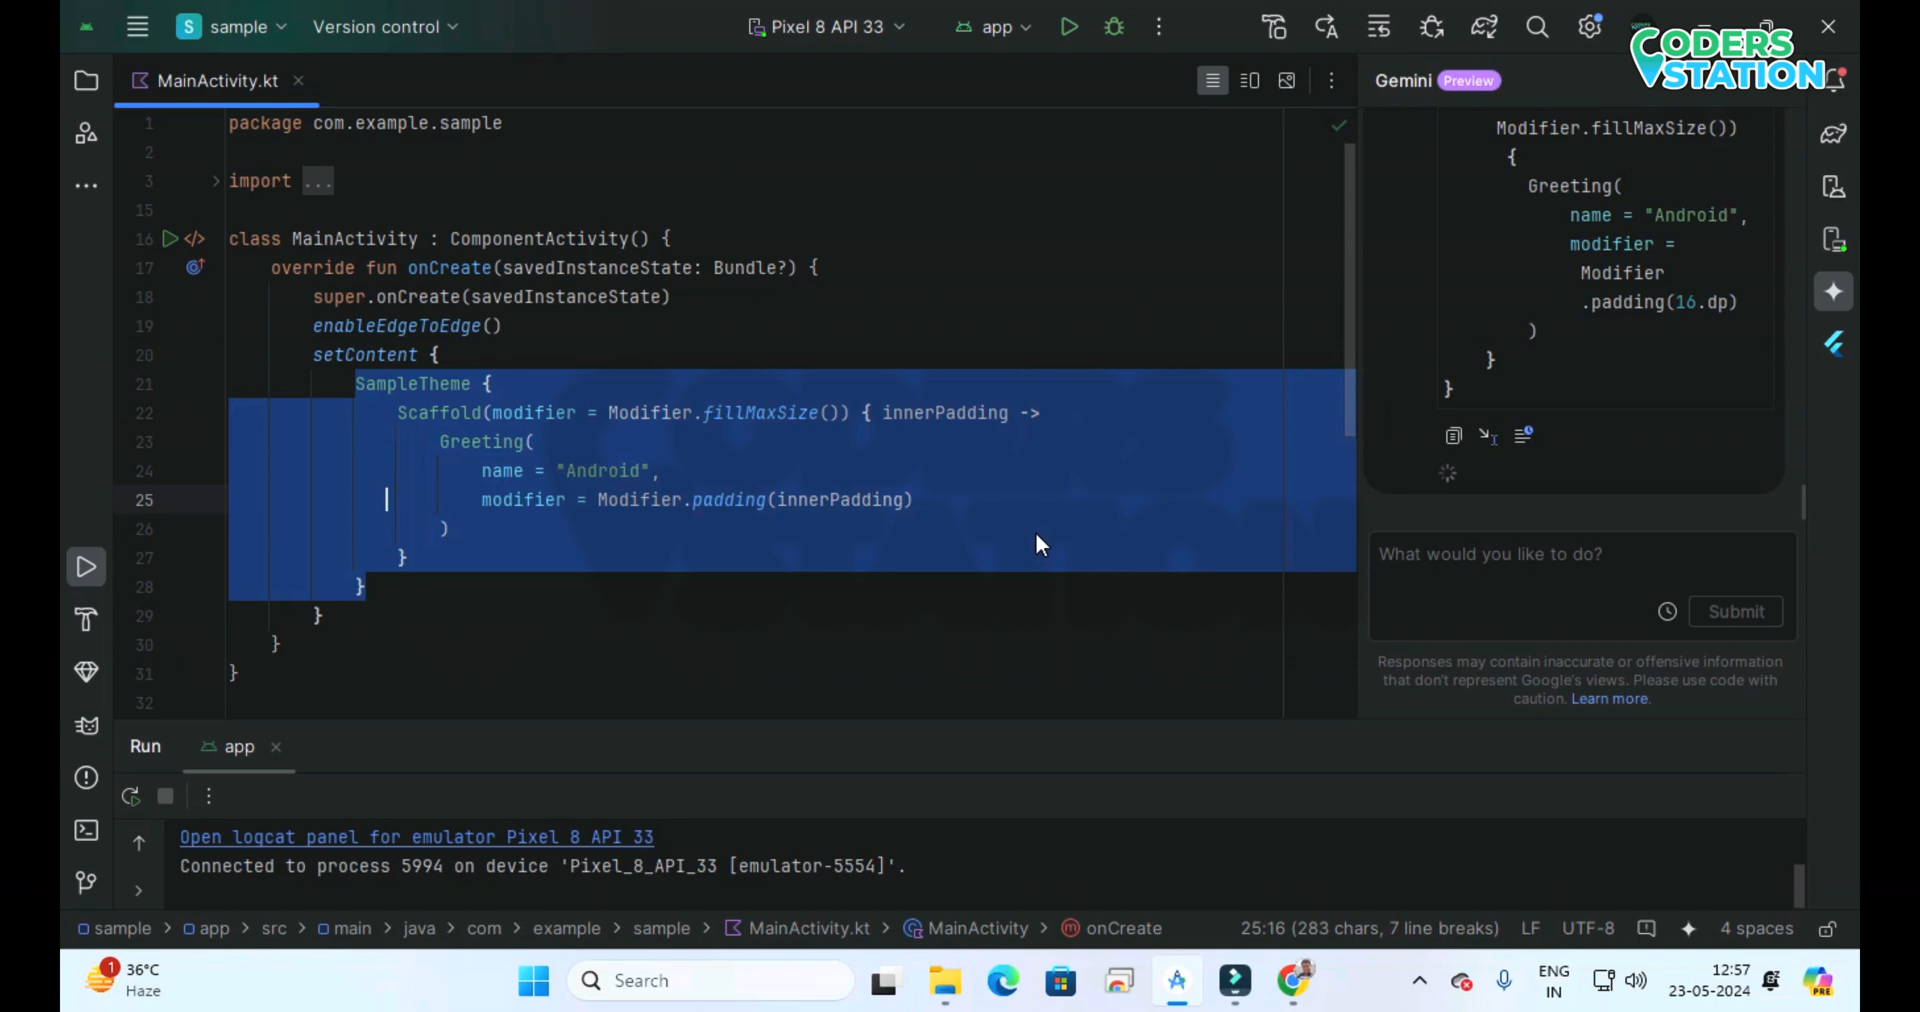 S sample Version control Pixel 8 API 33 app
CODERS STATION
MainActivity.kt
Gemini Preview
1 package com.example.sample
2
3 import ...
15
16 class MainActivity : ComponentActivity() {
17 override fun onCreate(savedInstanceState: Bundle?) {
18 super.onCreate(savedInstanceState)
19 enableEdgeToEdge()
20 setContent {
21 SampleTheme {
22 Scaffold(modifier = Modifier.fillMaxSize()) { innerPadding ->
23 Greeting(
24 name = "Android",
25 modifier = Modifier.padding(innerPadding)
26 )
27 }
28 }
29 }
30 }
31 }
32
Modifier.fillMaxSize())
{
Greeting(
name = "Android",
modifier =
Modifier
.padding(16.dp)
)
}
}
What would you like to do?
Submit
Responses may contain inaccurate or offensive information
that don't represent Google's views. Please use code with
caution. Learn more.
Run app
Open logcat panel for emulator Pixel 8 API 33
Connected to process 5994 on device 'Pixel_8_API_33 [emulator-5554]'.
sample > app > src > main > java > com > example > sample > MainActivity.kt > MainActivity > onCreate 25:16 (283 chars, 7 line breaks) LF UTF-8 4 spaces
1 36°C
Haze
Search
PRE
ENG
IN
12:57
23-05-2024